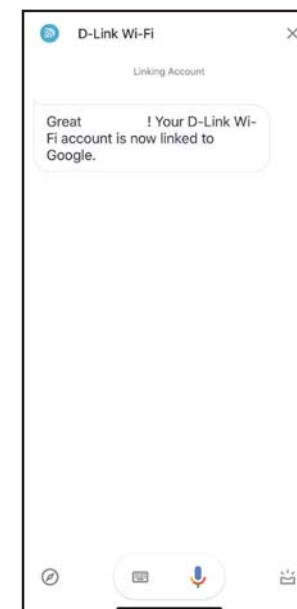 D-Link Wi-Fi
Linking Account
Great ! Your D-Link Wi-
Fi account is now linked to
Google.